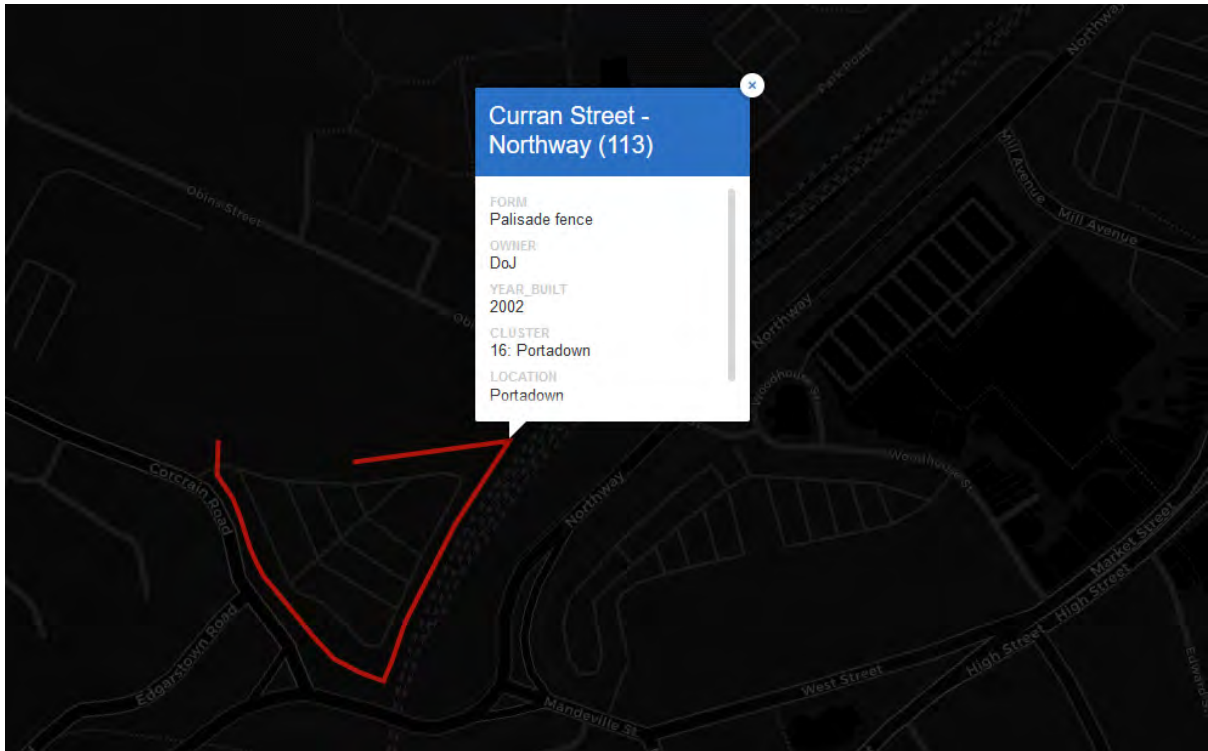 Curran Street -
Northway (113)
×
FORM
Palisade fence
OWNER
DoJ
YEAR_BUILT
2002
CLUSTER
16: Portadown
LOCATION
Portadown
Park Road
Northway
Mill Avenue
Mill Avenue
Obins Street
Northway
Woodhouse St
Woodhouse St
Corcrain Road
Northway
Market Street
High Street
High Street
Edgarstown Road
West Street
Mandeville St
Edward